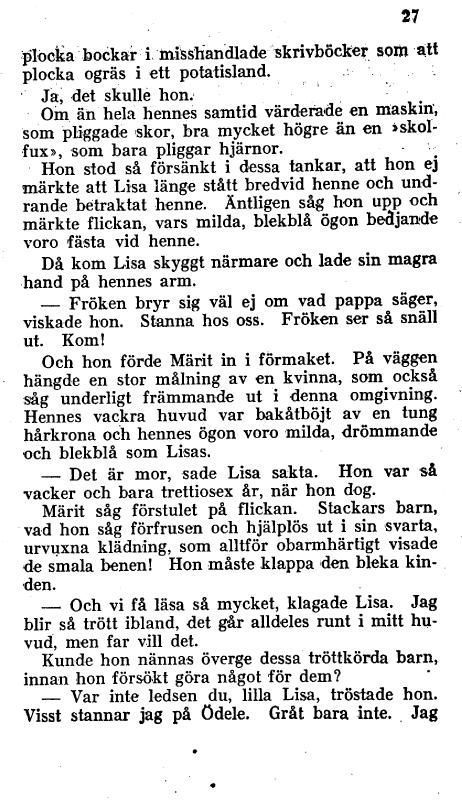 27
plocka bockar i misshandlade skrivböcker som att
plocka ogräs i ett potatisland.
Ja, det skulle hon.
Om än hela hennes samtid värderade en maskin,
som pliggade skor, bra mycket högre än en »skol-
fux», som bara pliggar hjärnor.
Hon stod så försänkt i dessa tankar, att hon ej
märkte att Lisa länge stått bredvid henne och und-
rande betraktat henne. Äntligen såg hon upp och
märkte flickan, vars milda, blekblå ögon bedjande
voro fästa vid henne.
Då kom Lisa skyggt närmare och lade sin magra
hand på hennes arm.
— Fröken bryr sig väl ej om vad pappa säger,
viskade hon. Stanna hos oss. Fröken ser så snäll
ut. Kom!
Och hon förde Märit in i förmaket. På väggen
hängde en stor målning av en kvinna, som också
såg underligt främmande ut i denna omgivning.
Hennes vackra huvud var bakåtböjt av en tung
hårkrona och hennes ögon voro milda, drömmande
och blekblå som Lisas.
— Det är mor, sade Lisa sakta. Hon var så
vacker och bara trettiosex år, när hon dog.
Märit såg förstulet på flickan. Stackars barn,
vad hon såg förfrusen och hjälplös ut i sin svarta,
urvuxna klädning, som alltför obarmhärtigt visade
de smala benen! Hon måste klappa den bleka kin-
den.
— Och vi få läsa så mycket, klagade Lisa. Jag
blir så trött ibland, det går alldeles runt i mitt hu-
vud, men far vill det.
Kunde hon nännas överge dessa tröttkörda barn,
innan hon försökt göra något för dem?
— Var inte ledsen du, lilla Lisa, tröstade hon.
Visst stannar jag på Ödele. Gråt bara inte. Jag